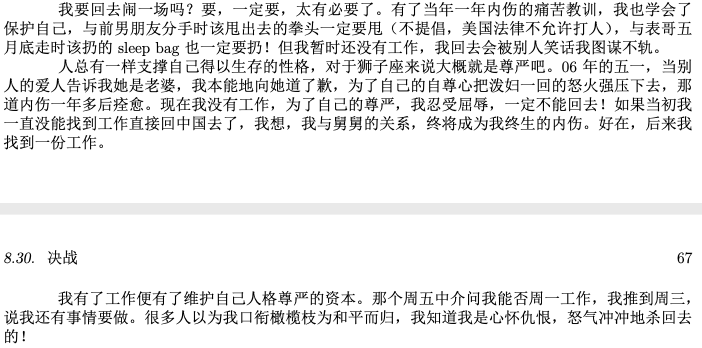 我要回去闹一场吗？要，一定要，太有必要了。有了当年一年内伤的痛苦教训，我也学会了
保护自己，与前男朋友分手时该甩出去的拳头一定要甩（不提倡，美国法律不允许打人），与表哥五
月底走时该扔的 sleep bag 也一定要扔！但我暂时还没有工作，我回去会被别人笑话我图谋不轨。
人总有一样支撑自己得以生存的性格，对于狮子座来说大概就是尊严吧。06 年的五一，当别
人的爱人告诉我她是老婆，我本能地向她道了歉，为了自己的自尊心把泼妇一回的怒火强压下去，那
道内伤一年多后痊愈。现在我没有工作，为了自己的尊严，我忍受屈辱，一定不能回去！如果当初我
一直没能找到工作直接回中国去了，我想，我与舅舅的关系，终将成为我终生的内伤。好在，后来我
找到一份工作。
8.30. 决战 67
我有了工作便有了维护自己人格尊严的资本。那个周五中介问我能否周一工作，我推到周三，
说我还有事情要做。很多人以为我口衔橄榄枝为和平而归，我知道我是心怀仇恨，怒气冲冲地杀回去
的！